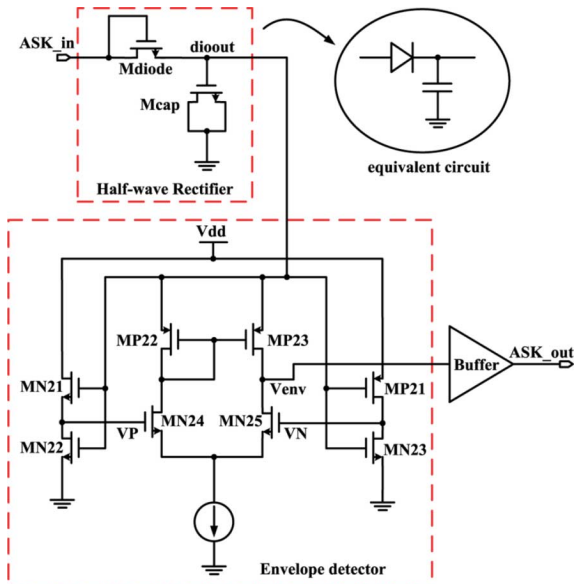 ASK_in
dioout
Mdiode
Mcap
Half-wave Rectifier
equivalent circuit
Vdd
MP22
MP23
ASK_out
Buffer
MN21
Venv
MP21
MN24
MN25
VP
VN
MN22
MN23
Envelope detector